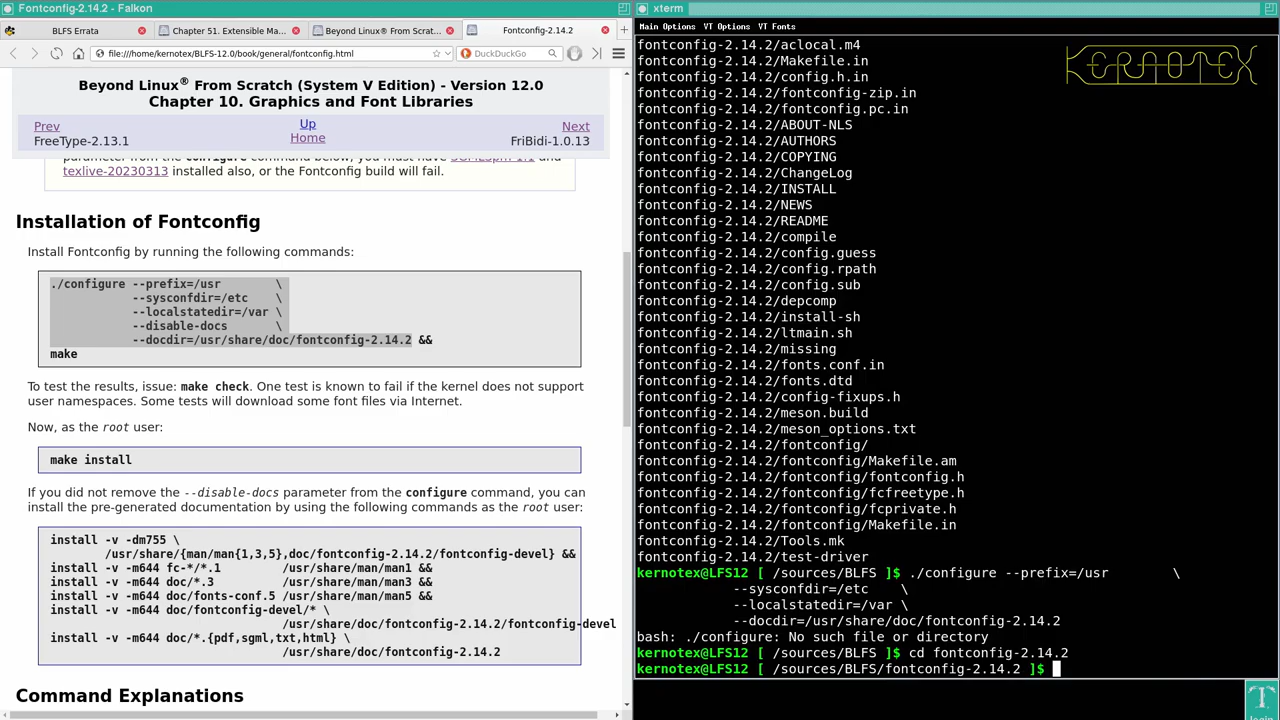 Fontconfig-2.14.2 - Falkon
BLFS Errata
Chapter 51. Extensible Ma...
Beyond Linux® From Scrat...
Fontconfig-2.14.2
file:///home/kernotex/BLFS-12.0/book/general/fontconfig.html
DuckDuckGo
Beyond Linux® From Scratch (System V Edition) - Version 12.0
Chapter 10. Graphics and Font Libraries
Prev
Up
Next
FreeType-2.13.1
Home
FriBidi-1.0.13
parameter from the configure command below, you must have SGMLSpm-1.1 and
texlive-20230313 installed also, or the Fontconfig build will fail.
Installation of Fontconfig
Install Fontconfig by running the following commands:
./configure --prefix=/usr        \
            --sysconfdir=/etc    \
            --localstatedir=/var \
            --disable-docs       \
            --docdir=/usr/share/doc/fontconfig-2.14.2 &&
make
To test the results, issue: make check. One test is known to fail if the kernel does not support
user namespaces. Some tests will download some font files via Internet.
Now, as the root user:
make install
If you did not remove the --disable-docs parameter from the configure command, you can
install the pre-generated documentation by using the following commands as the root user:
install -v -dm755 \
        /usr/share/{man/man{1,3,5},doc/fontconfig-2.14.2/fontconfig-devel} &&
install -v -m644 fc-*/*.1         /usr/share/man/man1 &&
install -v -m644 doc/*.3          /usr/share/man/man3 &&
install -v -m644 doc/fonts-conf.5 /usr/share/man/man5 &&
install -v -m644 doc/fontconfig-devel/* \
                                  /usr/share/doc/fontconfig-2.14.2/fontconfig-devel
install -v -m644 doc/*.{pdf,sgml,txt,html} \
                                  /usr/share/doc/fontconfig-2.14.2
Command Explanations
xterm
Main Options  VT Options  VT Fonts
KERNOTEX
fontconfig-2.14.2/aclocal.m4
fontconfig-2.14.2/Makefile.in
fontconfig-2.14.2/config.h.in
fontconfig-2.14.2/fontconfig-zip.in
fontconfig-2.14.2/fontconfig.pc.in
fontconfig-2.14.2/ABOUT-NLS
fontconfig-2.14.2/AUTHORS
fontconfig-2.14.2/COPYING
fontconfig-2.14.2/ChangeLog
fontconfig-2.14.2/INSTALL
fontconfig-2.14.2/NEWS
fontconfig-2.14.2/README
fontconfig-2.14.2/compile
fontconfig-2.14.2/config.guess
fontconfig-2.14.2/config.rpath
fontconfig-2.14.2/config.sub
fontconfig-2.14.2/depcomp
fontconfig-2.14.2/install-sh
fontconfig-2.14.2/ltmain.sh
fontconfig-2.14.2/missing
fontconfig-2.14.2/fonts.conf.in
fontconfig-2.14.2/fonts.dtd
fontconfig-2.14.2/config-fixups.h
fontconfig-2.14.2/meson.build
fontconfig-2.14.2/meson_options.txt
fontconfig-2.14.2/fontconfig/
fontconfig-2.14.2/fontconfig/Makefile.am
fontconfig-2.14.2/fontconfig/fontconfig.h
fontconfig-2.14.2/fontconfig/fcfreetype.h
fontconfig-2.14.2/fontconfig/fcprivate.h
fontconfig-2.14.2/fontconfig/Makefile.in
fontconfig-2.14.2/Tools.mk
fontconfig-2.14.2/test-driver
kernotex@LFS12 [ /sources/BLFS ]$ ./configure --prefix=/usr        \
            --sysconfdir=/etc    \
            --localstatedir=/var \
            --docdir=/usr/share/doc/fontconfig-2.14.2
bash: ./configure: No such file or directory
kernotex@LFS12 [ /sources/BLFS ]$ cd fontconfig-2.14.2
kernotex@LFS12 [ /sources/BLFS/fontconfig-2.14.2 ]$
login